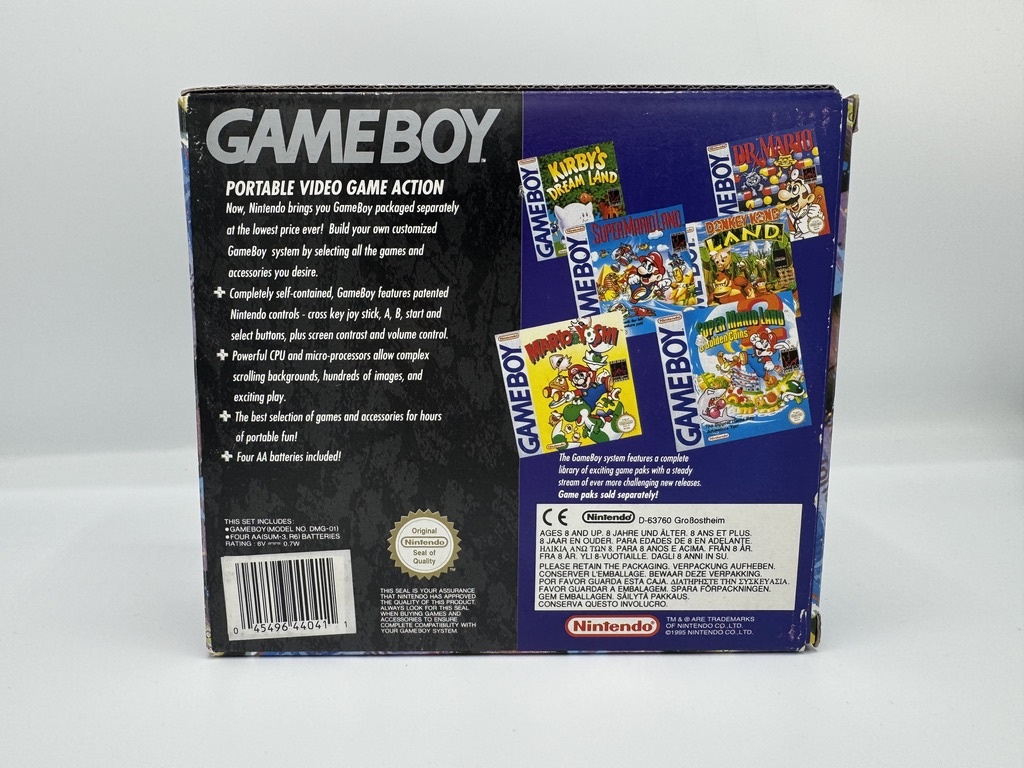 GAMEBOY™
PORTABLE VIDEO GAME ACTION
Now, Nintendo brings you GameBoy packaged separately
at the lowest price ever! Build your own customized
GameBoy system by selecting all the games and
accessories you desire.
Completely self-contained, GameBoy features patented
Nintendo controls - cross key joy stick, A, B, start and
select buttons, plus screen contrast and volume control.
Powerful CPU and micro-processors allow complex
scrolling backgrounds, hundreds of images, and
exciting play.
The best selection of games and accessories for hours
of portable fun!
Four AA batteries included!
THIS SET INCLUDES:
●GAMEBOY(MODEL NO. DMG-01)
●FOUR AA(SUM-3, R6) BATTERIES
RATING : 6V 0.7W
0 45496 44041 1
Original
Nintendo
Seal of
Quality
TM
THIS SEAL IS YOUR ASSURANCE
THAT NINTENDO HAS APPROVED
THE QUALITY OF THIS PRODUCT.
ALWAYS LOOK FOR THIS SEAL
WHEN BUYING GAMES AND
ACCESSORIES TO ENSURE
COMPLETE COMPATIBILITY WITH
YOUR GAME BOY SYSTEM.
GAMEBOY
KIRBY'S
DREAM LAND
GAMEBOY
DR. MARIO
GAMEBOY
SUPER MARIO LAND
DONKEY KONG
LAND
GAMEBOY
MARIO & YOSHI
GAMEBOY
SUPER MARIO LAND
2
6 Golden Coins
The GameBoy system features a complete
library of exciting game paks with a steady
stream of ever more challenging new releases.
Game paks sold separately!
CE Nintendo D-63760 Großostheim
AGES 8 AND UP. 8 JAHRE UND ÄLTER. 8 ANS ET PLUS.
8 JAAR EN OUDER. PARA EDADES DE 8 EN ADELANTE.
ΗΛΙΚΙΑ ΑΝΩ ΤΩΝ 8. PARA 8 ANOS E ACIMA. FRÅN 8 ÅR.
FRA 8 ÅR. YLI 8-VUOTIAILLE. DAGLI 8 ANNI IN SU.
PLEASE RETAIN THE PACKAGING. VERPACKUNG AUFHEBEN.
CONSERVER L'EMBALLAGE. BEWAAR DEZE VERPAKKING.
POR FAVOR GUARDA ESTA CAJA. ΔΙΑΤΗΡΗΣΤΕ ΤΗΝ ΣΥΣΚΕΥΑΣΙΑ.
FAVOR GUARDAR A EMBALAGEM. SPARA FÖRPACKNINGEN.
GEM EMBALLAGEN. SÄILYTÄ PAKKAUS.
CONSERVA QUESTO INVOLUCRO.
Nintendo®
TM & ® ARE TRADEMARKS
OF NINTENDO CO.,LTD.
©1995 NINTENDO CO.,LTD.